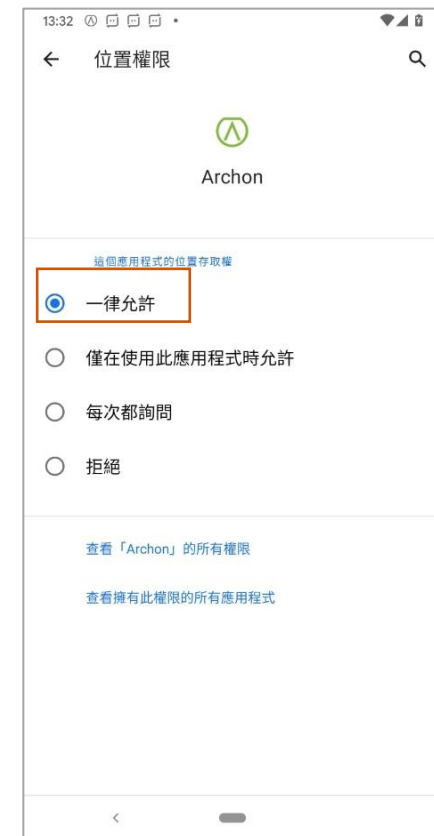 13:32
位置權限
Archon
這個應用程式的位置存取權
一律允許
僅在使用此應用程式時允許
每次都詢問
拒絕
查看「Archon」的所有權限
查看擁有此權限的所有應用程式